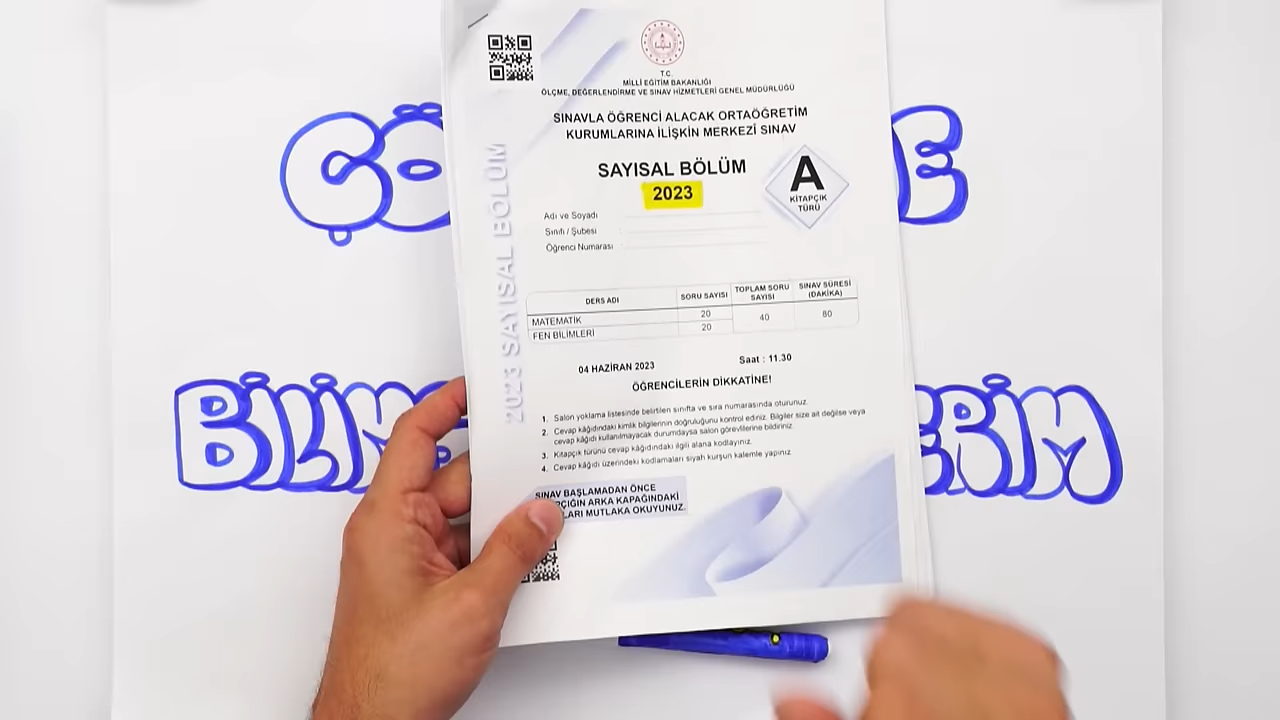 T.C.
MİLLİ EĞİTİM BAKANLIĞI
ÖLÇME, DEĞERLENDİRME VE SINAV HİZMETLERİ GENEL MÜDÜRLÜĞÜ
SINAVLA ÖĞRENCİ ALACAK ORTAÖĞRETİM
KURUMLARINA İLİŞKİN MERKEZİ SINAV
SAYISAL BÖLÜM
2023
A
KİTAPÇIK
TÜRÜ
Adı ve Soyadı :
Sınıfı / Şubesi :
Öğrenci Numarası :
2023 SAYISAL BÖLÜM
DERS ADI SORU SAYISI TOPLAM SORU SAYISI SINAV SÜRESİ (DAKİKA)
MATEMATİK 20 40 80
FEN BİLİMLERİ 20
04 HAZİRAN 2023 Saat : 11.30
ÖĞRENCİLERİN DİKKATİNE!
1. Salon yoklama listesinde belirtilen sınıfta ve sıra numarasında oturunuz.
2. Cevap kâğıdındaki kimlik bilgilerinin doğruluğunu kontrol ediniz. Bilgiler size ait değilse veya
cevap kâğıdı kullanılmayacak durumdaysa salon görevlilerine bildiriniz.
3. Kitapçık türünü cevap kâğıdındaki ilgili alana kodlayınız.
4. Cevap kâğıdı üzerindeki kodlamaları siyah kurşun kalemle yapınız.
SINAV BAŞLAMADAN ÖNCE
ARKA KAPAĞINDAKİ
MUTLAKA OKUYUNUZ.